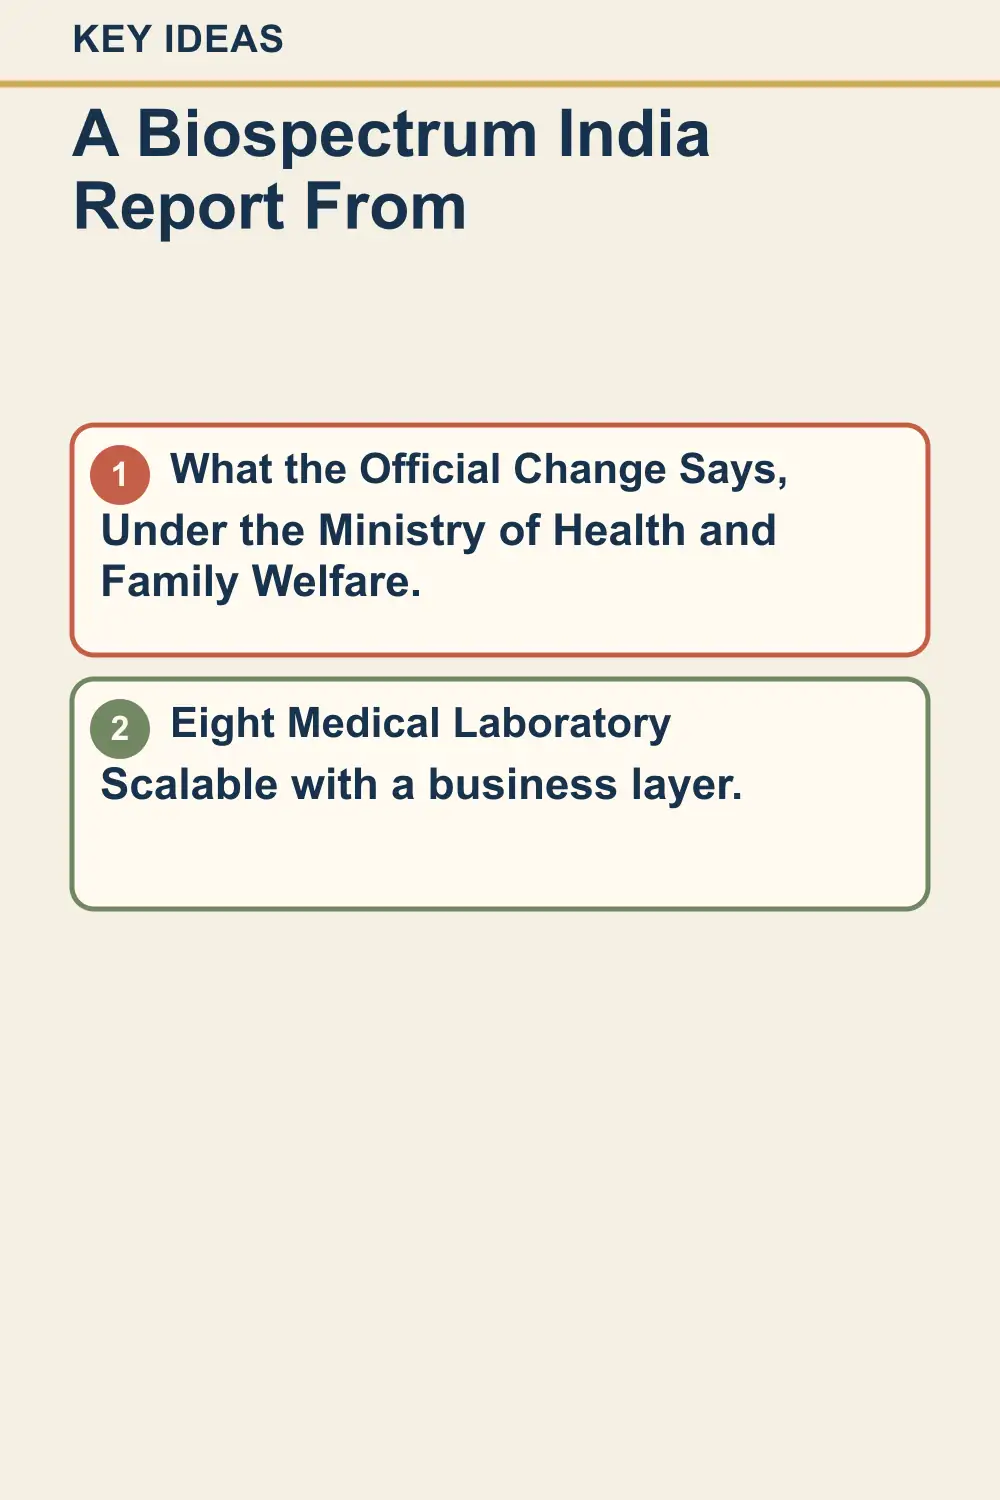 KEY IDEAS
A Biospectrum India
Report From
1 What the Official Change Says,
Under the Ministry of Health and
Family Welfare.
2 Eight Medical Laboratory
Scalable with a business layer.